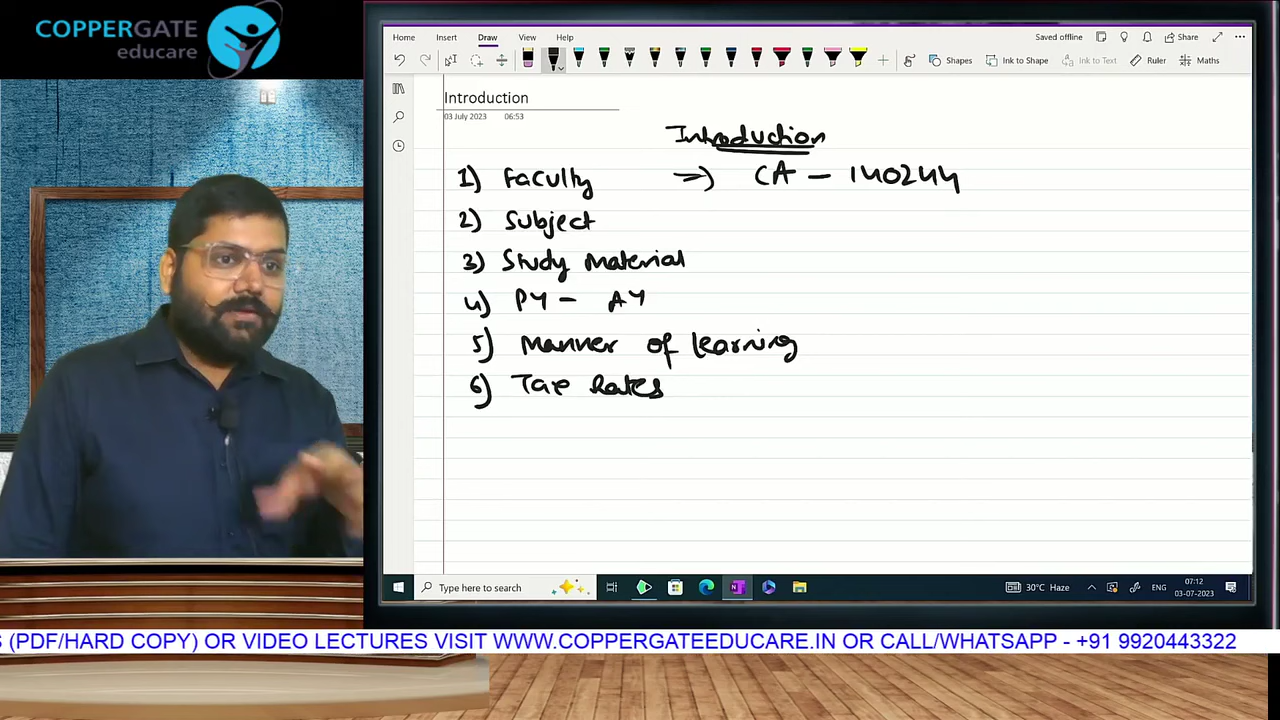 COPPERGATE
educare
Home Insert Draw View Help
Saved offline Share
Shapes Ink to Shape Ink to Text Ruler Maths
Introduction
03 July 2023 06:53
Introduction
1) Faculty => CA - 140244
2) Subject
3) Study Material
4) PY - AY
5) Manner of learning
6) Tax Rates
Type here to search
30°C Haze ENG 07:12
03-07-2023
S (PDF/HARD COPY) OR VIDEO LECTURES VISIT WWW.COPPERGATEEDUCARE.IN OR CALL/WHATSAPP - +91 9920443322